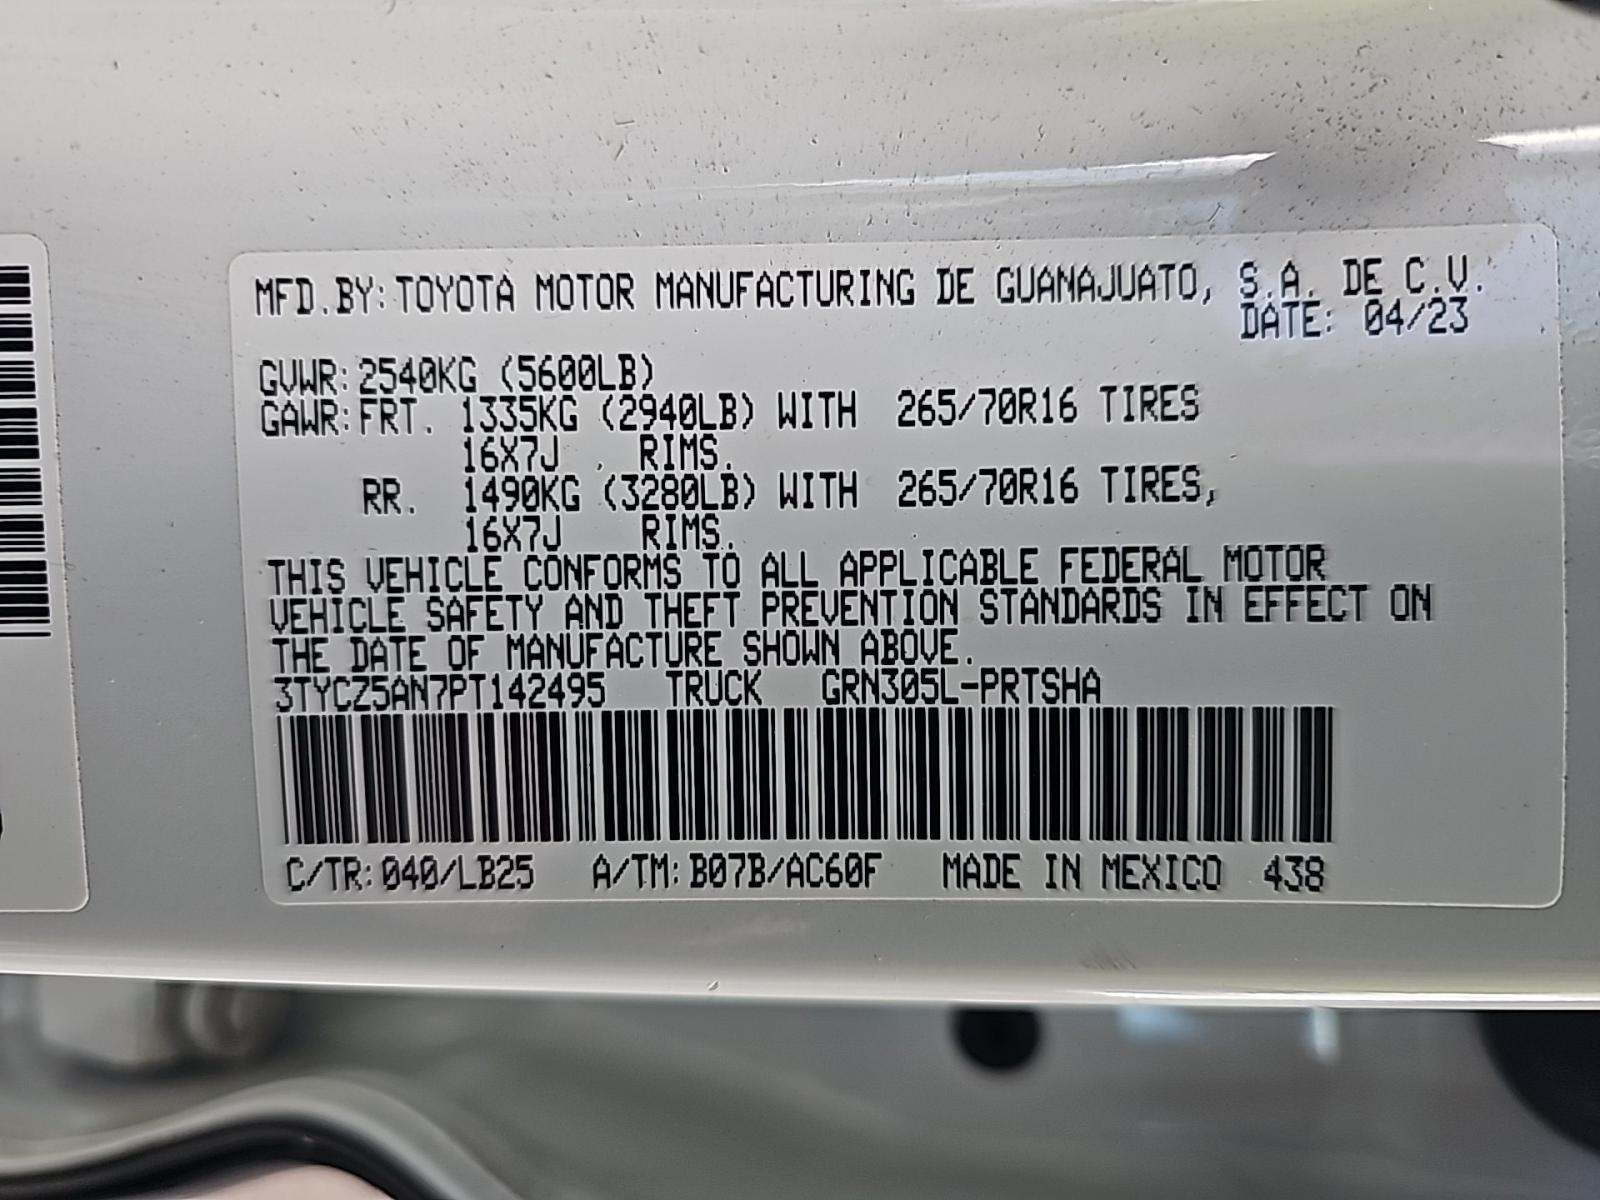 MFD.BY:TOYOTA MOTOR MANUFACTURING DE GUANAJUATO, S.A. DE C.V.
DATE: 04/23
GVWR:2540KG (5600LB)
GAWR:FRT. 1335KG (2940LB) WITH 265/70R16 TIRES
16X7J , RIMS.
RR. 1490KG (3280LB) WITH 265/70R16 TIRES,
16X7J RIMS.
THIS VEHICLE CONFORMS TO ALL APPLICABLE FEDERAL MOTOR
VEHICLE SAFETY AND THEFT PREVENTION STANDARDS IN EFFECT ON
THE DATE OF MANUFACTURE SHOWN ABOVE.
3TYCZ5AN7PT142495 TRUCK GRN305L-PRTSHA
C/TR:040/LB25 A/TM:B07B/AC60F MADE IN MEXICO 438